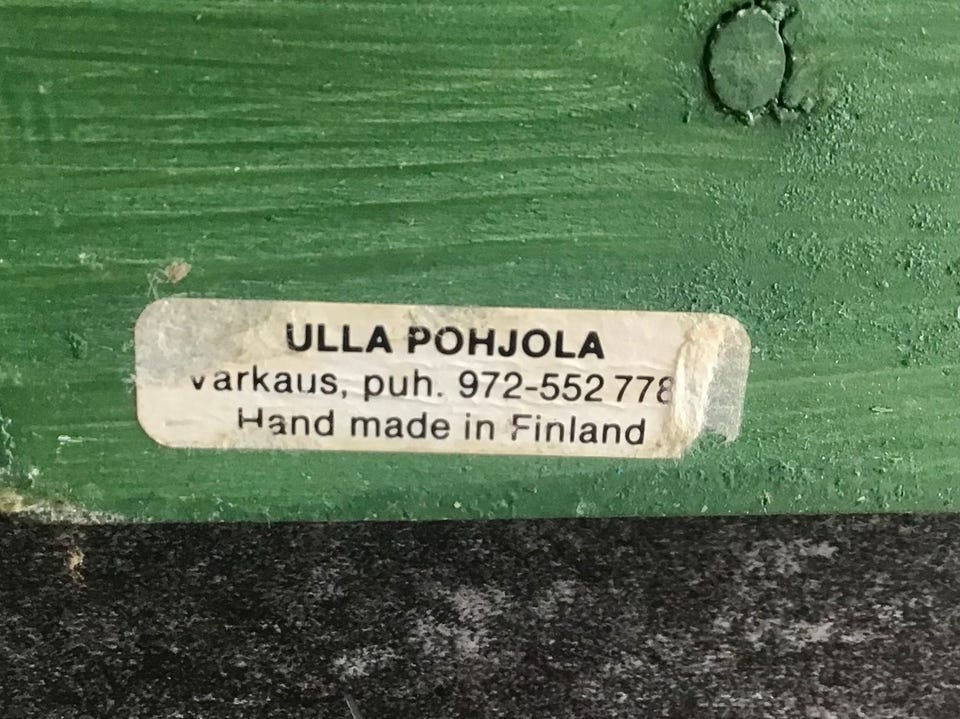 ULLA POHJOLA
Varkaus, puh. 972-552 778
Hand made in Finland